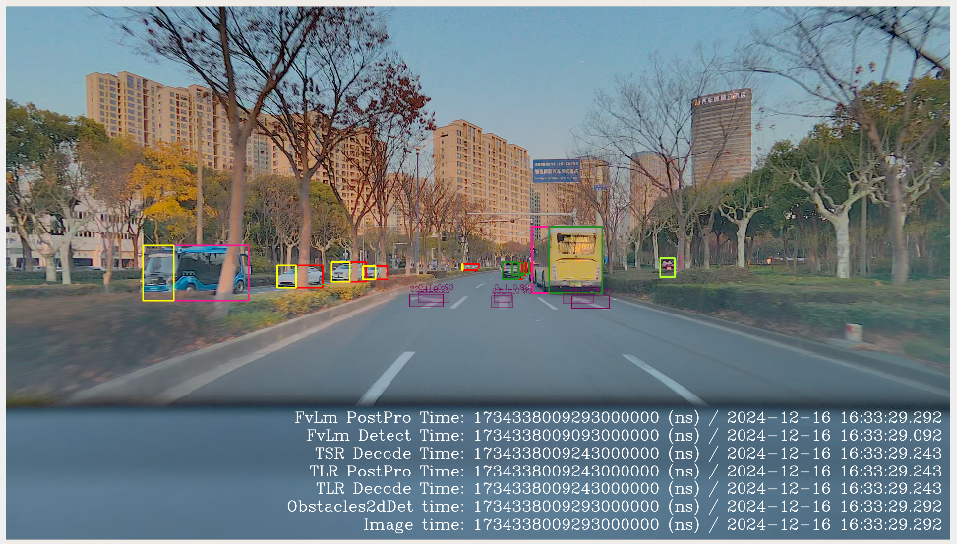 FvLm PostPro Time: 1734338009293000000 (ns) / 2024-12-16 16:33:29.292
FvLm Detect Time: 1734338009093000000 (ns) / 2024-12-16 16:33:29.092
TSR Decode Time: 1734338009243000000 (ns) / 2024-12-16 16:33:29.243
TLR PostPro Time: 1734338009243000000 (ns) / 2024-12-16 16:33:29.243
TLR Decode Time: 1734338009243000000 (ns) / 2024-12-16 16:33:29.243
Obstacles2dDet time: 1734338009293000000 (ns) / 2024-12-16 16:33:29.292
Image time: 1734338009293000000 (ns) / 2024-12-16 16:33:29.292